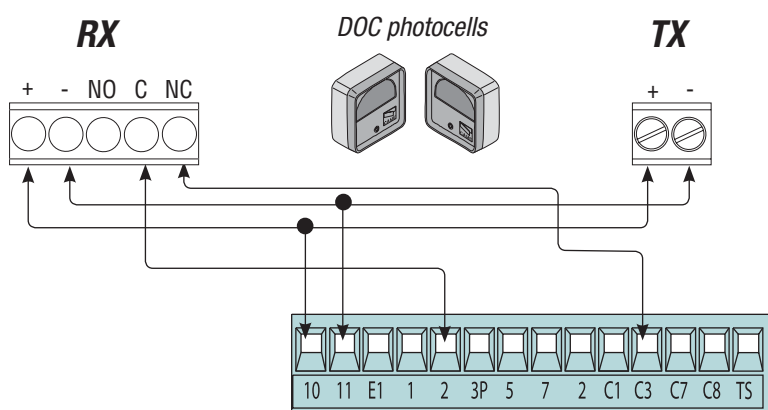 RX DOC photocells TX
+ - NO C NC + -
10 11 E1 1 2 3P 5 7 2 C1 C3 C7 C8 TS